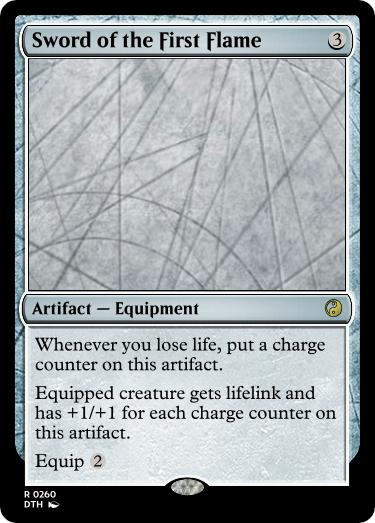 Sword of the First Flame 3
Artifact — Equipment
Whenever you lose life, put a charge
counter on this artifact.
Equipped creature gets lifelink and
has +1/+1 for each charge counter on
this artifact.
Equip 2
R 0260
DTH